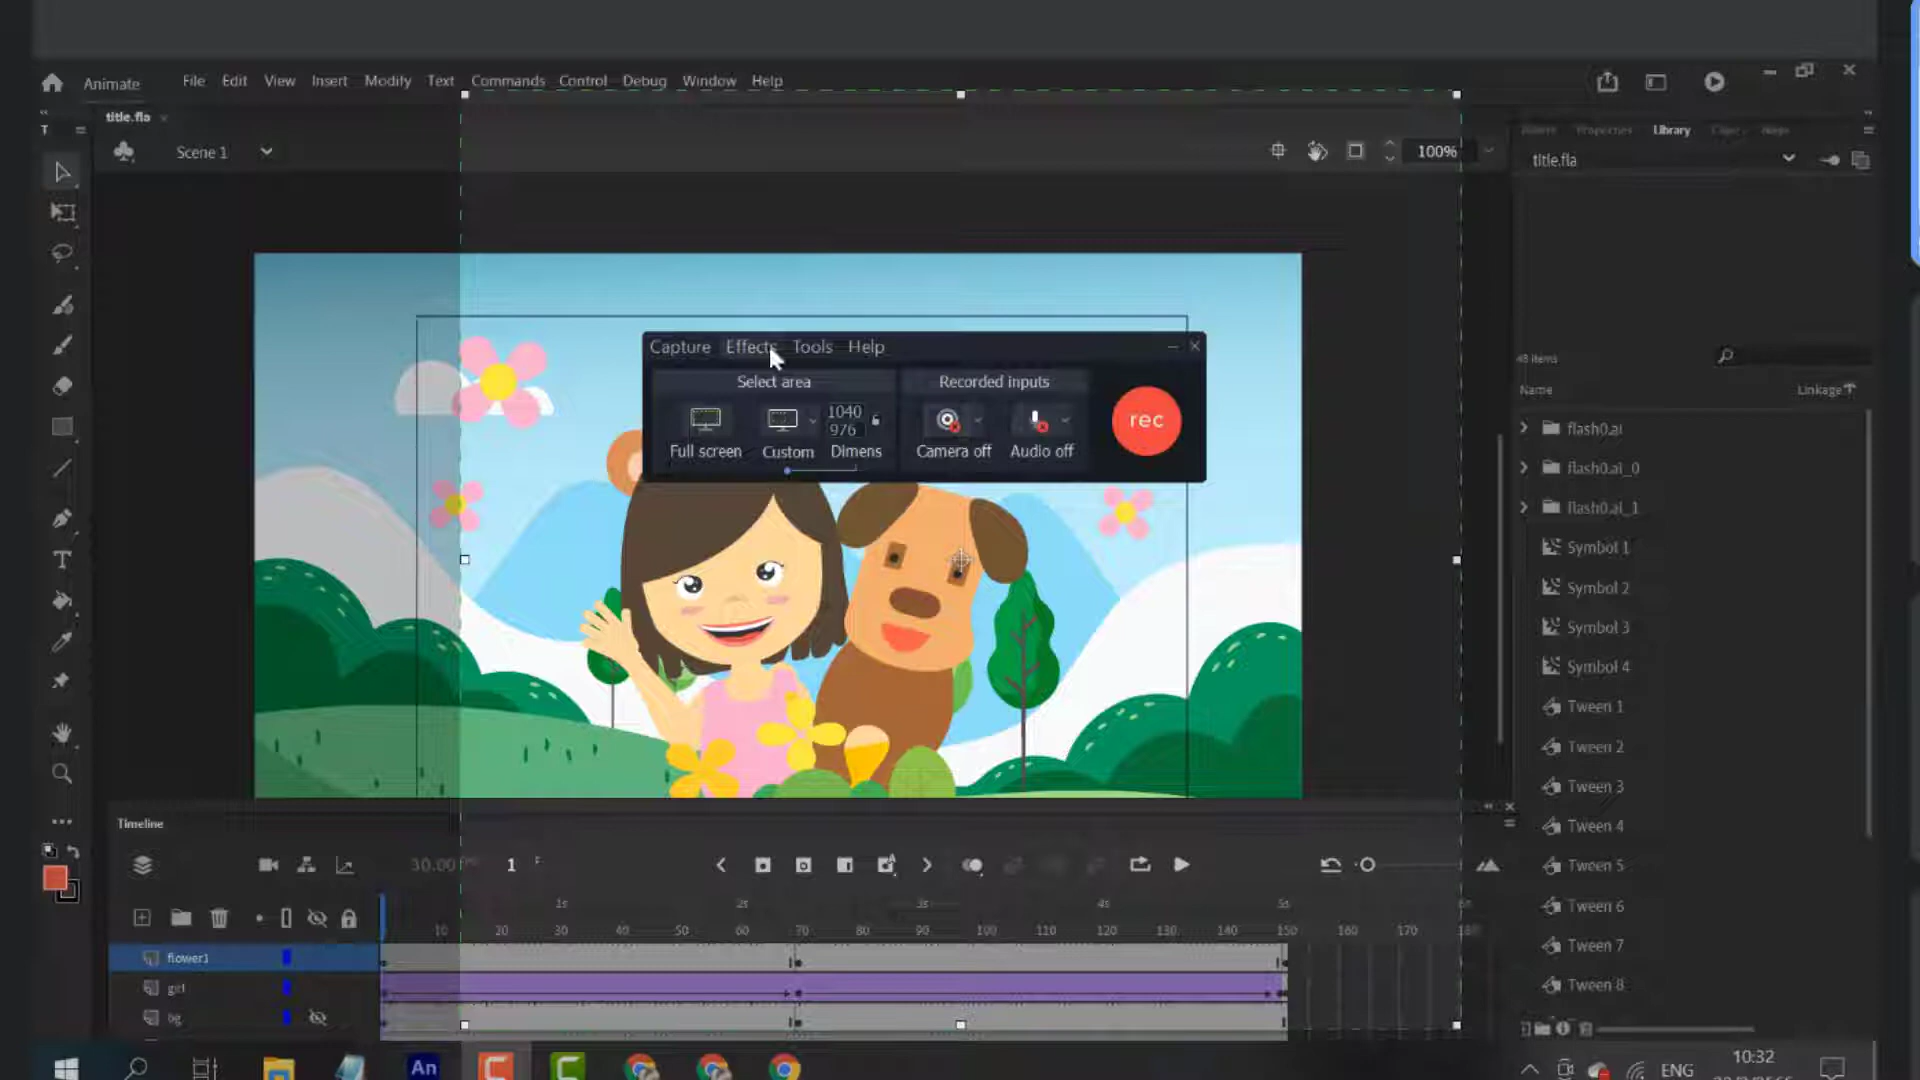 Animate File Edit View Insert Modify Text Commands Control Debug Window Help
title.fla
Scene 1
100%
Library
title.fla
Capture Effects Tools Help
Select area
Recorded inputs
1040
976
rec
Full screen
Custom
Dimens
Camera off
Audio off
43 items
Name
Linkage
flash0.ai
flash0.ai_0
flash0.ai_1
Symbol 1
Symbol 2
Symbol 3
Symbol 4
Tween 1
Tween 2
Tween 3
Tween 4
Tween 5
Tween 6
Tween 7
Tween 8
Timeline
30.00
1
F
1s 2s 3s 4s 5s 6s
10 20 30 40 50 60 70 80 90 100 110 120 130 140 150 160 170 180
flower1
girl
bg
An
ENG
10:32